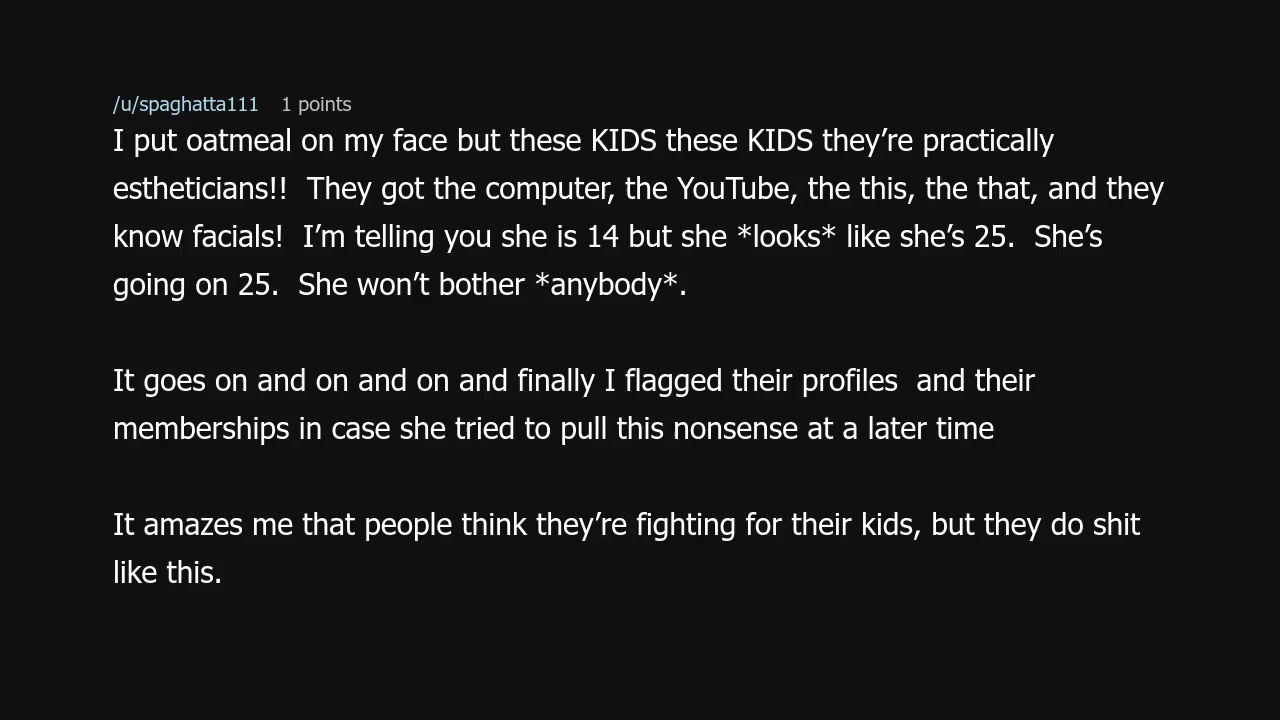 /u/spaghatta111 1 points
I put oatmeal on my face but these KIDS these KIDS they’re practically
estheticians!!  They got the computer, the YouTube, the this, the that, and they
know facials!  I’m telling you she is 14 but she *looks* like she’s 25.  She’s
going on 25.  She won’t bother *anybody*.
It goes on and on and on and finally I flagged their profiles  and their
memberships in case she tried to pull this nonsense at a later time
It amazes me that people think they’re fighting for their kids, but they do shit
like this.